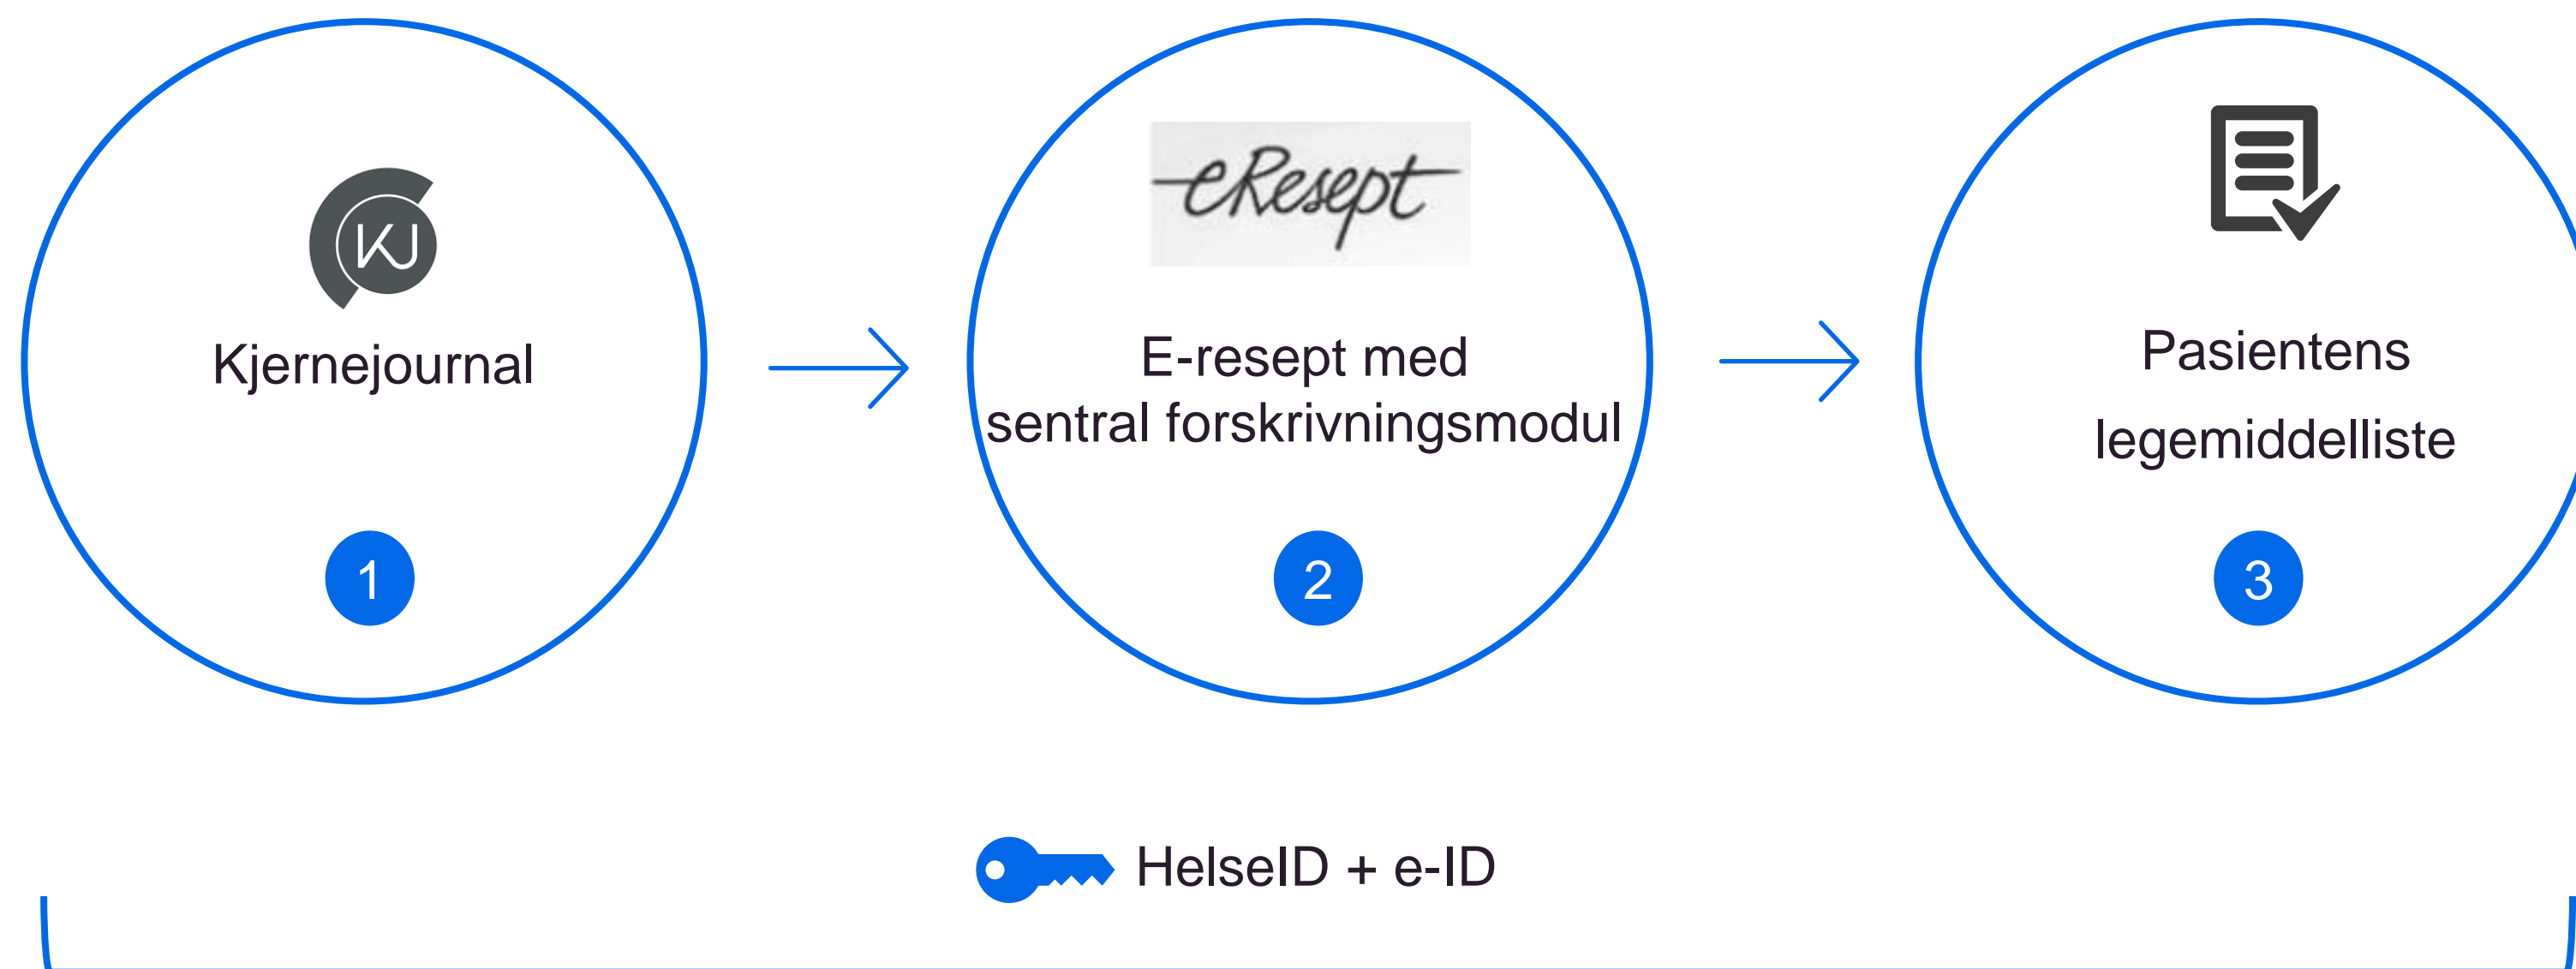 KJ
Kjernejournal
1
eResept
E-resept med
sentral forskrivningsmodul
2
Pasientens
legemiddelliste
3
HelseID + e-ID